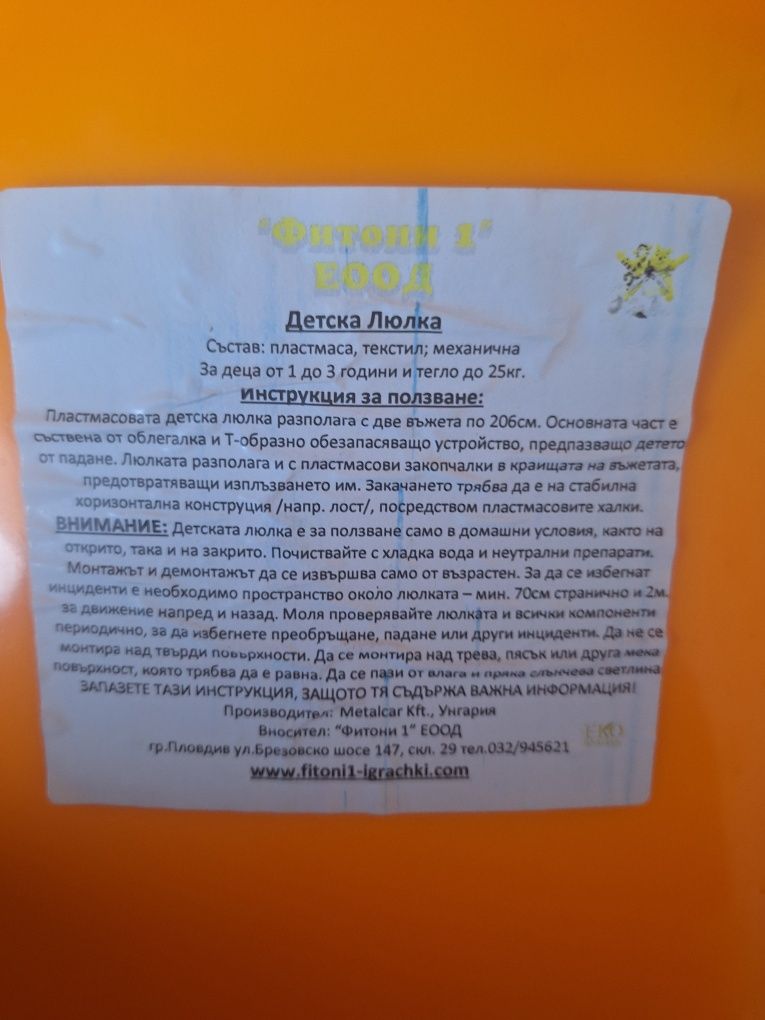 "Фитони 1"
ЕООД
Детска Люлка
Състав: пластмаса, текстил; механична
За деца от 1 до 3 години и тегло до 25кг.
Инструкция за ползване:
Пластмасовата детска люлка разполага с две въжета по 206см. Основната част е
съствена от облегалка и Т-образно обезапасяващо устройство, предпазващо детето
от падане. Люлката разполага и с пластмасови закопчалки в краищата на въжетата,
предотвратяващи изплъзването им. Закачането трябва да е на стабилна
хоризонтална конструкция /напр. лост/, посредством пластмасовите халки.
ВНИМАНИЕ: Детската люлка е за ползване само в домашни условия, както на
открито, така и на закрито. Почиствайте с хладка вода и неутрални препарати.
Монтажът и демонтажът да се извършва само от възрастен. За да се избегнат
инциденти е необходимо пространство около люлката – мин. 70см странично и 2м.
за движение напред и назад. Моля проверявайте люлката и всички компоненти
периодично, за да избегнете преобръщане, падане или други инциденти. Да не се
монтира над твърди повърхности. Да се монтира над трева, пясък или друга мека
повърхност, която трябва да е равна. Да се пази от влага и пряка слънчева светлина
ЗАПАЗЕТЕ ТАЗИ ИНСТРУКЦИЯ, ЗАЩОТО ТЯ СЪДЪРЖА ВАЖНА ИНФОРМАЦИЯ!
Производител: Metalcar Kft., Унгария
Вносител: "Фитони 1" ЕООД
гр.Пловдив ул.Брезовско шосе 147, скл. 29 тел.032/945621
www.fitoni1-igrachki.com